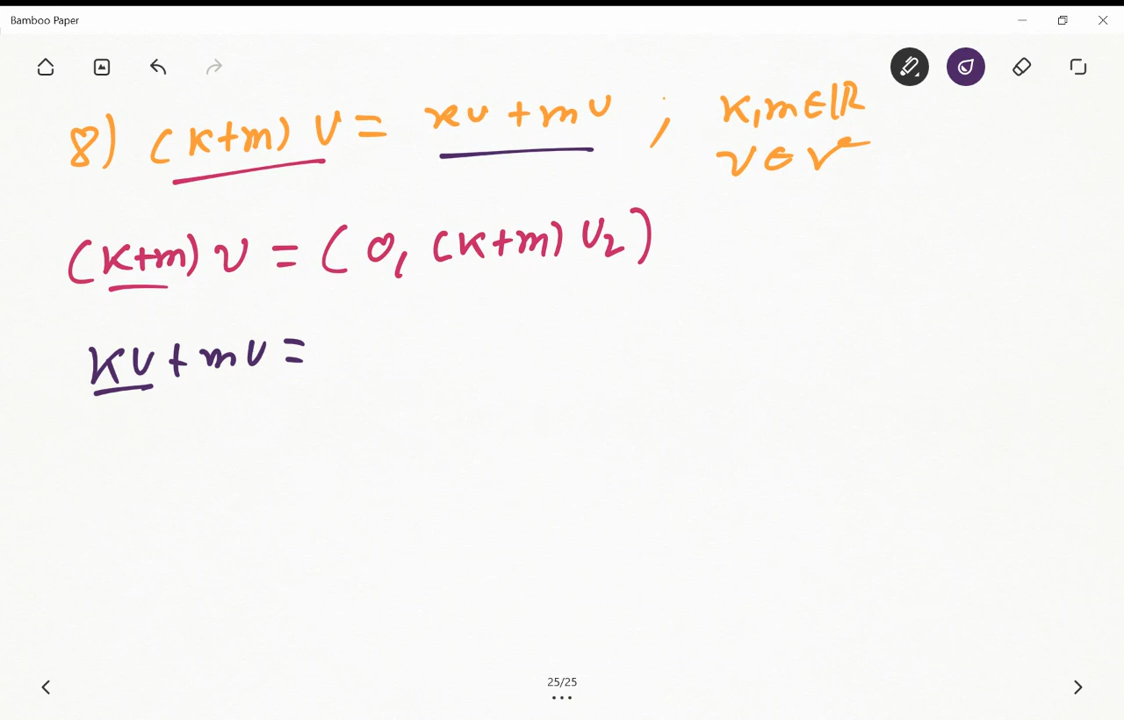 Bamboo Paper
8) (k+m) v = kv + mv ; k,m ∈ ℝ
v ∈ V
(k+m) v = ( 0, (k+m) v₂ )
kv + mv =
25/25